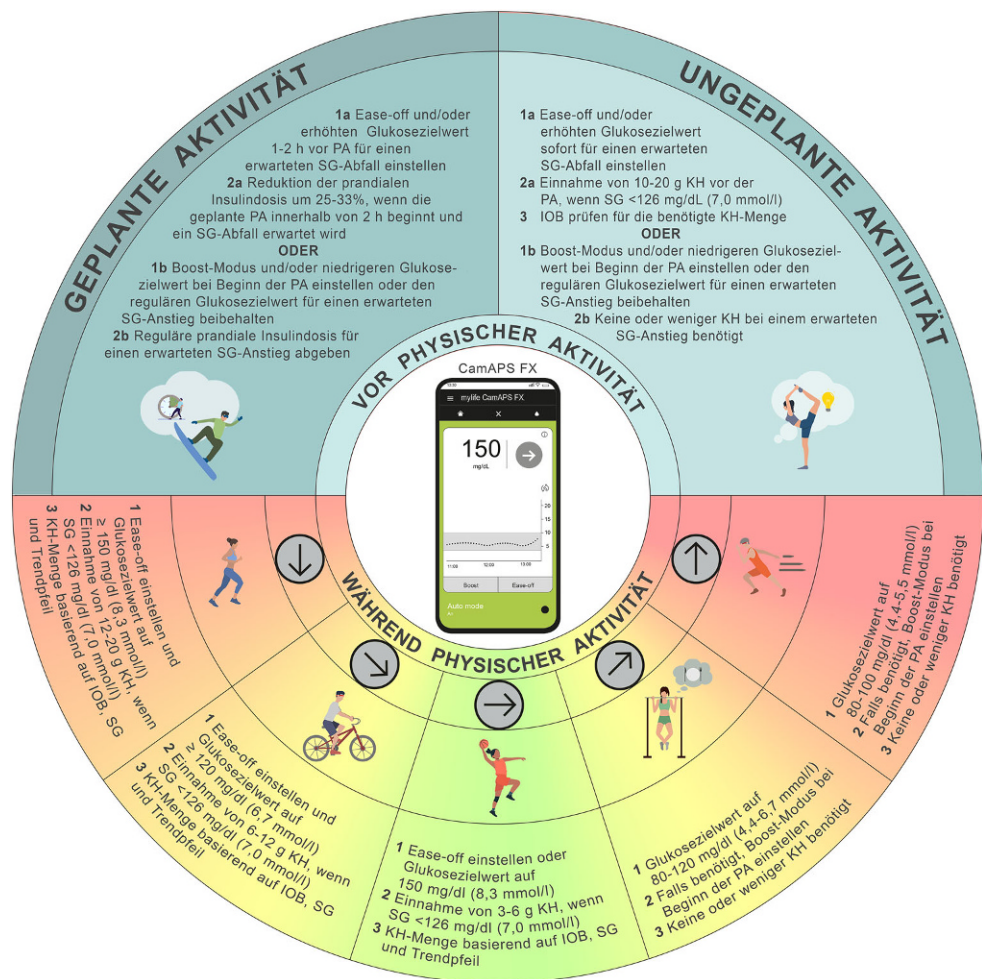 GEPLANTE AKTIVITÄT
1a Ease-off und/oder
erhöhten Glukosezielwert
1-2 h vor PA für einen
erwarteten SG-Abfall einstellen
2a Reduktion der prandialen
Insulindosis um 25-33%, wenn die
geplante PA innerhalb von 2 h beginnt und
ein SG-Abfall erwartet wird
ODER
1b Boost-Modus und/oder niedrigeren Glukose-
zielwert bei Beginn der PA einstellen oder den
regulären Glukosezielwert für einen erwarteten
SG-Anstieg beibehalten
2b Reguläre prandiale Insulindosis für
einen erwarteten SG-Anstieg abgeben
UNGEPLANTE AKTIVITÄT
1a Ease-off und/oder
erhöhten Glukosezielwert
sofort für einen erwarteten
SG-Abfall einstellen
2a Einnahme von 10-20 g KH vor der
PA, wenn SG <126 mg/dL (7,0 mmol/l)
3 IOB prüfen für die benötigte KH-Menge
ODER
1b Boost-Modus und/oder niedrigeren Glukoseziel-
wert bei Beginn der PA einstellen oder den
regulären Glukosezielwert für einen erwarteten
SG-Anstieg beibehalten
2b Keine oder weniger KH bei einem erwarteten
SG-Anstieg benötigt
VOR PHYSISCHER AKTIVITÄT
CamAPS FX
mylife CamAPS FX
150
mg/dL
20
15
10
5
11:00 12:00 13:00
Boost Ease-off
Auto mode
WÄHREND PHYSISCHER AKTIVITÄT
1 Ease-off einstellen und
Glukosezielwert auf
≥ 150 mg/dl (8,3 mmol/l)
2 Einnahme von 12-20 g KH, wenn
SG <126 mg/dl (7,0 mmol/l)
3 KH-Menge basierend auf IOB, SG
und Trendpfeil
1 Ease-off einstellen und
Glukosezielwert auf
≥ 120 mg/dl (6,7 mmol/l)
2 Einnahme von 6-12 g KH, wenn
SG <126 mg/dl (7,0 mmol/l)
3 KH-Menge basierend auf IOB, SG
und Trendpfeil
1 Ease-off einstellen oder
Glukosezielwert auf
150 mg/dl (8,3 mmol/l)
2 Einnahme von 3-6 g KH, wenn
SG <126 mg/dl (7,0 mmol/l)
3 KH-Menge basierend auf IOB, SG
und Trendpfeil
1 Glukosezielwert auf
80-120 mg/dl (4,4-6,7 mmol/l)
2 Falls benötigt, Boost-Modus bei
Beginn der PA einstellen
3 Keine oder weniger KH benötigt
1 Glukosezielwert auf
80-100 mg/dl (4,4-5,5 mmol/l)
2 Falls benötigt, Boost-Modus bei
Beginn der PA einstellen
3 Keine oder weniger KH benötigt